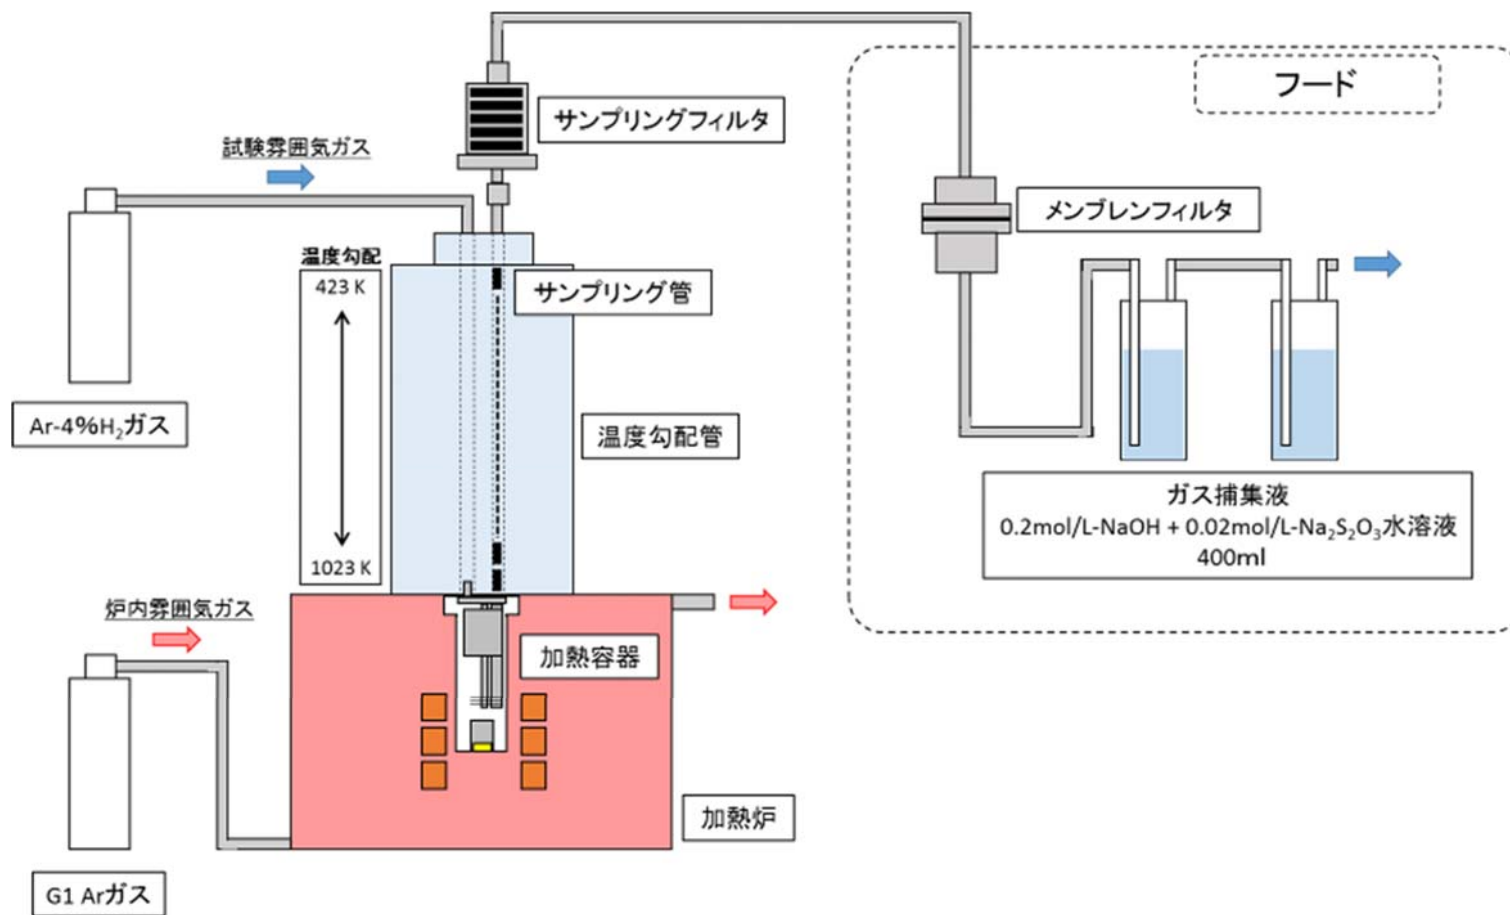 フード
サンプリングフィルタ
試験雰囲気ガス
メンブレンフィルタ
温度勾配
423 K
サンプリング管
Ar-4%H₂ガス
温度勾配管
ガス捕集液
0.2mol/L-NaOH + 0.02mol/L-Na₂S₂O₃水溶液
400ml
1023 K
炉内雰囲気ガス
加熱容器
加熱炉
G1 Arガス